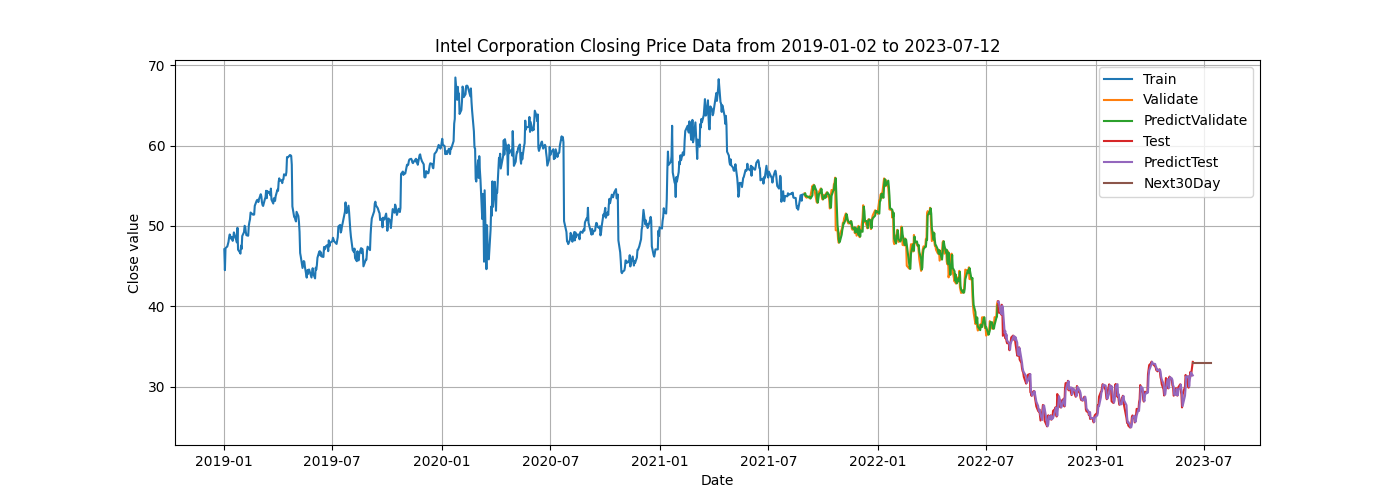 Intel Corporation Closing Price Data from 2019-01-02 to 2023-07-12
Close value
70
60
50
40
30
Train
Validate
PredictValidate
Test
PredictTest
Next30Day
2019-01 2019-07 2020-01 2020-07 2021-01 2021-07 2022-01 2022-07 2023-01 2023-07
Date